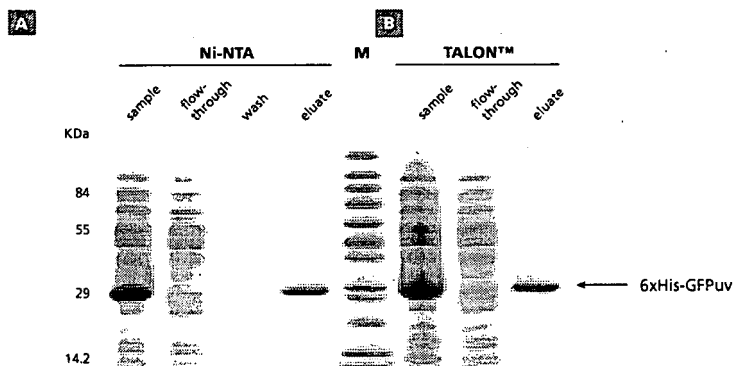 A
B
Ni-NTA
M
TALON™
sample
flow-
through
wash
eluate
sample
flow-
through
eluate
KDa
84
55
29
14.2
6xHis-GFPuv